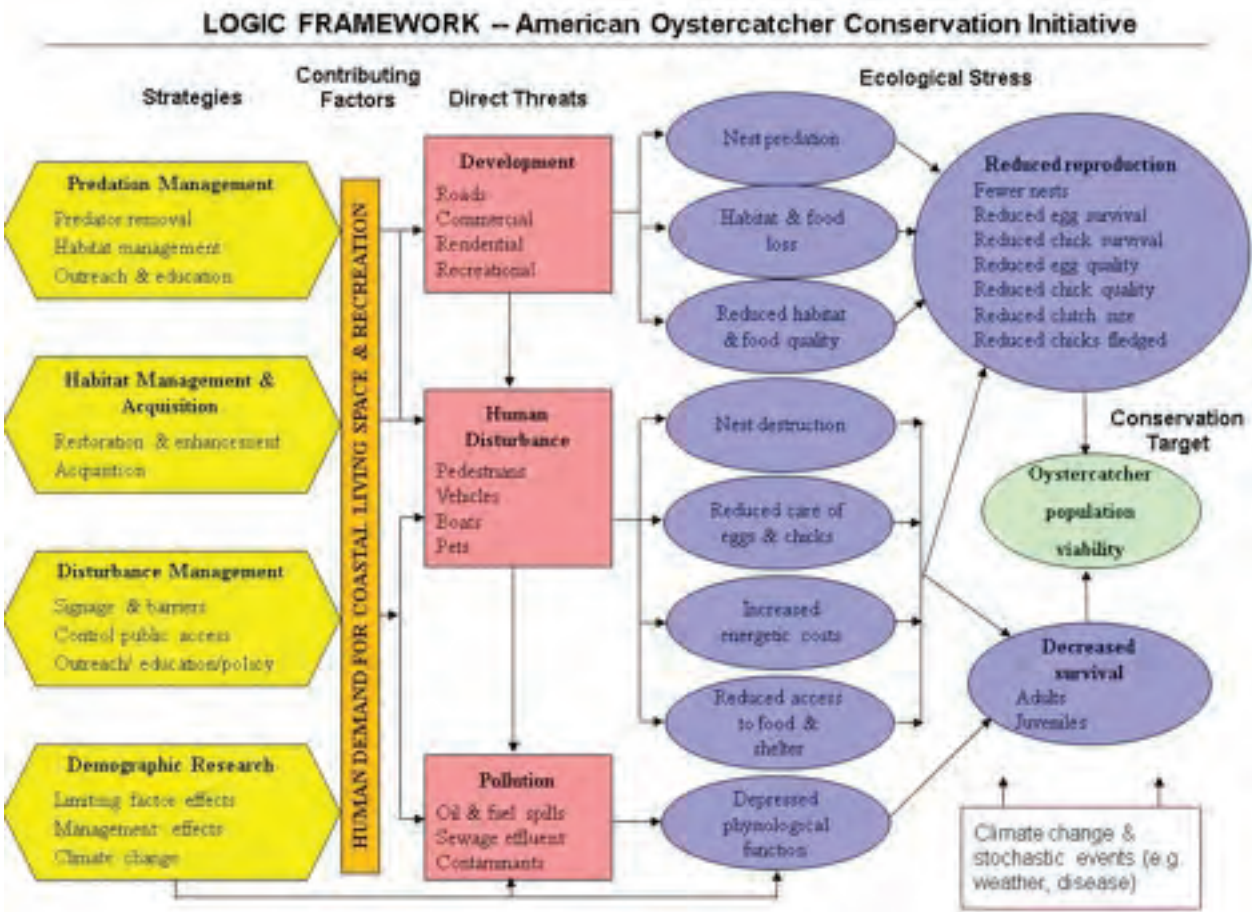 LOGIC FRAMEWORK -- American Oystercatcher Conservation Initiative
Strategies
Contributing
Factors
Direct Threats
Ecological Stress
Predation Management
Predator removal
Habitat management
Outreach & education
Habitat Management &
Acquisition
Restoration & enhancement
Acquisition
Disturbance Management
Signage & barriers
Control public access
Outreach/ education/policy
Demographic Research
Limiting factor effects
Management effects
Climate change
HUMAN DEMAND FOR COASTAL LIVING SPACE & RECREATION
Development
Roads
Commercial
Rendential
Recreational
Human
Disturbance
Pedestrians
Vehicles
Boats
Pets
Pollution
Oil & fuel spills
Sewage effluent
Contaminants
Nest predation
Habitat & food
loss
Reduced habitat
& food quality
Nest destruction
Reduced care of
eggs & chicks
Increased
energetic costs
Reduced access
to food &
shelter
Depressed
function
Reduced reproduction
Fewer nests
Reduced egg survival
Reduced chick survival
Reduced egg quality
Reduced chick quality
Reduced clutch size
Reduced chicks fledged
Conservation
Target
Oystercatcher
population
viability
Decreased
survival
Adults
Juveniles
Climate change &
stochastic events (e.g.
weather, disease)